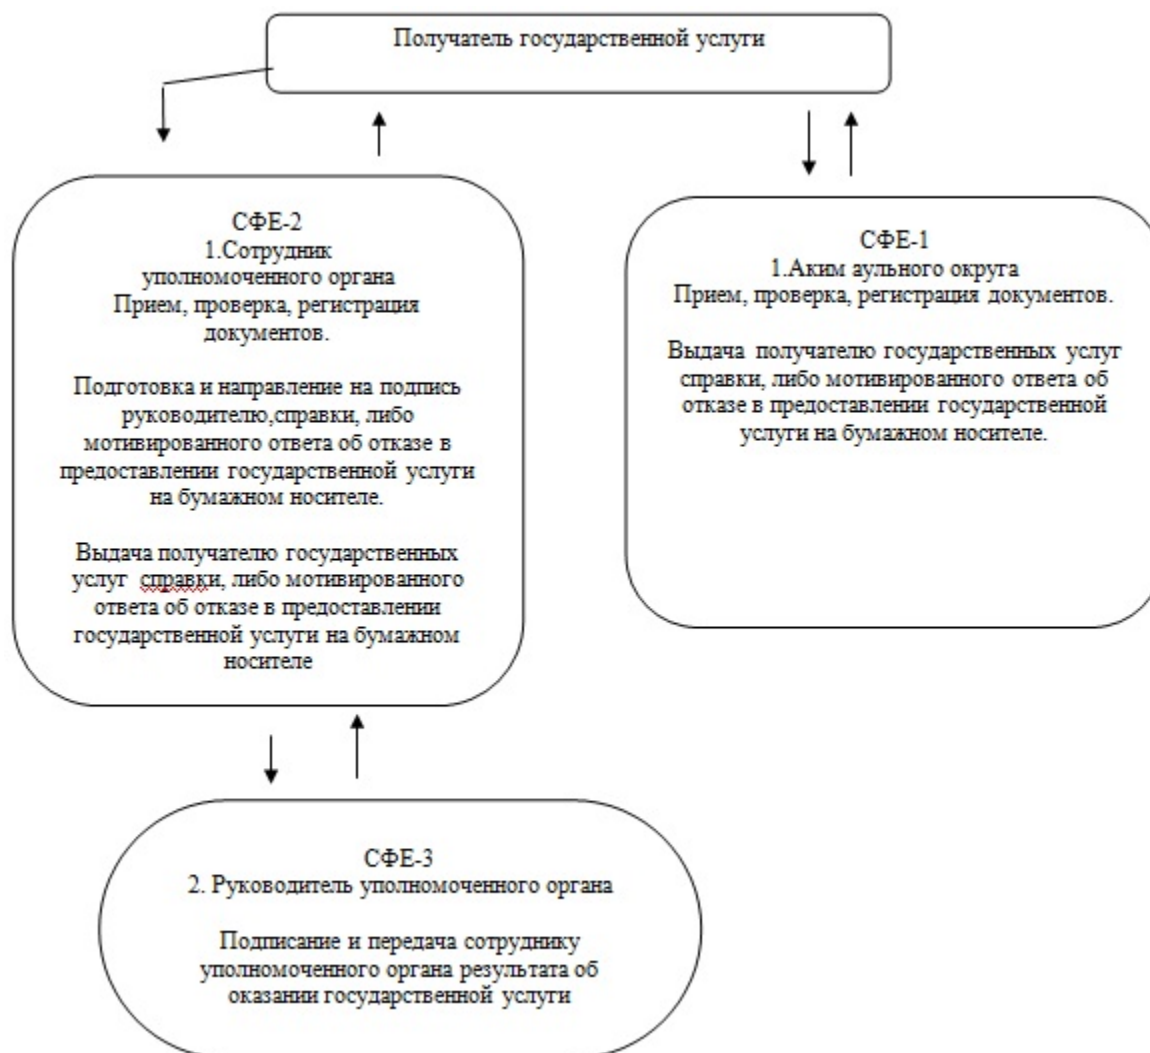 Получатель государственной услуги
СФЕ-2
1.Сотрудник
уполномоченного органа
Прием, проверка, регистрация
документов.
Подготовка и направление на подпись
руководителю,справки, либо
мотивированного ответа об отказе в
предоставлении государственной услуги
на бумажном носителе.
Выдача получателю государственных
услуг справки, либо мотивированного
ответа об отказе в предоставлении
государственной услуги на бумажном
носителе
СФЕ-1
1.Аким аульного округа
Прием, проверка, регистрация документов.
Выдача получателю государственных услуг
справки, либо мотивированного ответа об
отказе в предоставлении государственной
услуги на бумажном носителе.
СФЕ-3
2. Руководитель уполномоченного органа
Подписание и передача сотруднику
уполномоченного органа результата об
оказании государственной услуги